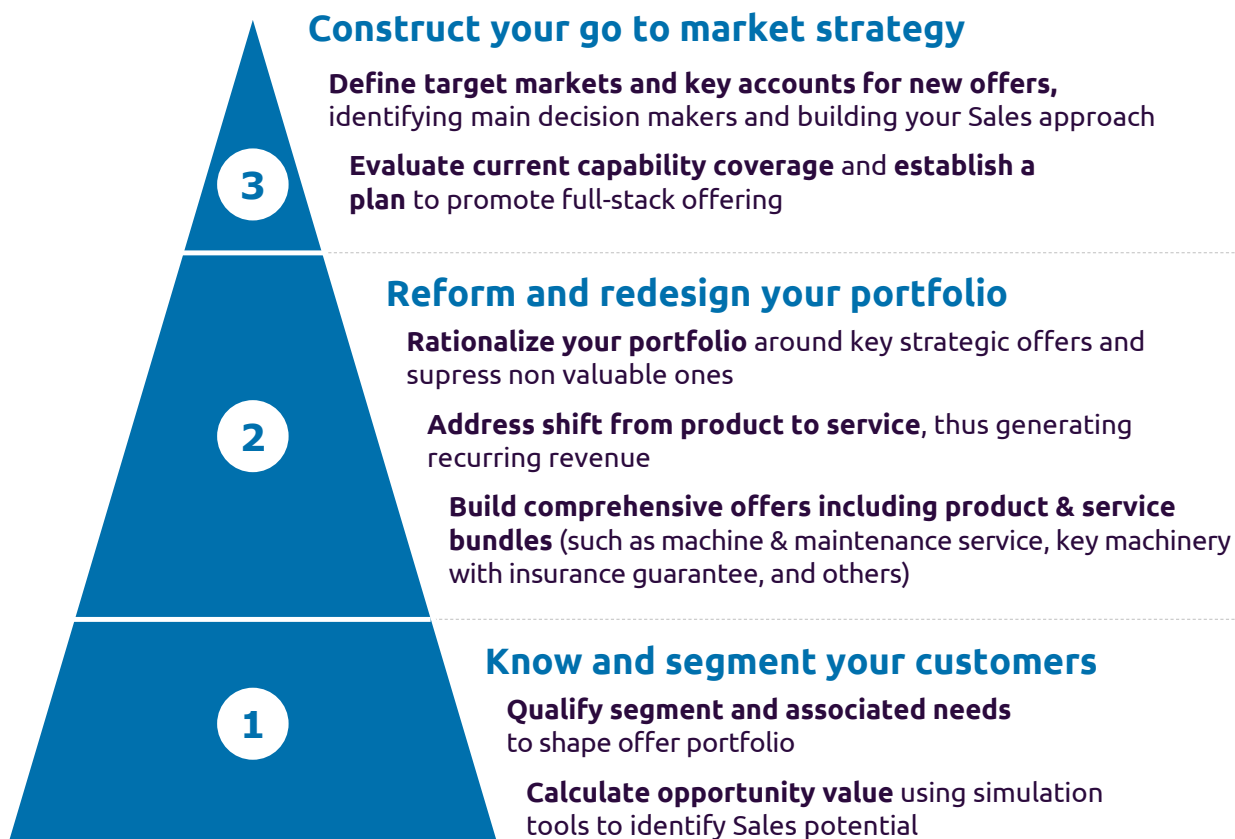 Construct your go to market strategy
Define target markets and key accounts for new offers,
identifying main decision makers and building your Sales approach
Evaluate current capability coverage and establish a
plan to promote full-stack offering
3
Reform and redesign your portfolio
Rationalize your portfolio around key strategic offers and
supress non valuable ones
Address shift from product to service, thus generating
recurring revenue
2
Build comprehensive offers including product & service
bundles (such as machine & maintenance service, key machinery
with insurance guarantee, and others)
Know and segment your customers
Qualify segment and associated needs
to shape offer portfolio
1
Calculate opportunity value using simulation
tools to identify Sales potential